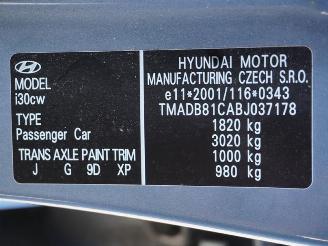 MODEL
i30cw
TYPE
Passenger Car
TRANS AXLE PAINT TRIM
J G 9D XP
HYUNDAI MOTOR
MANUFACTURING CZECH S.R.O.
e11*2001/116*0343
TMADB81CABJ037178
1820 kg
3020 kg
1000 kg
980 kg